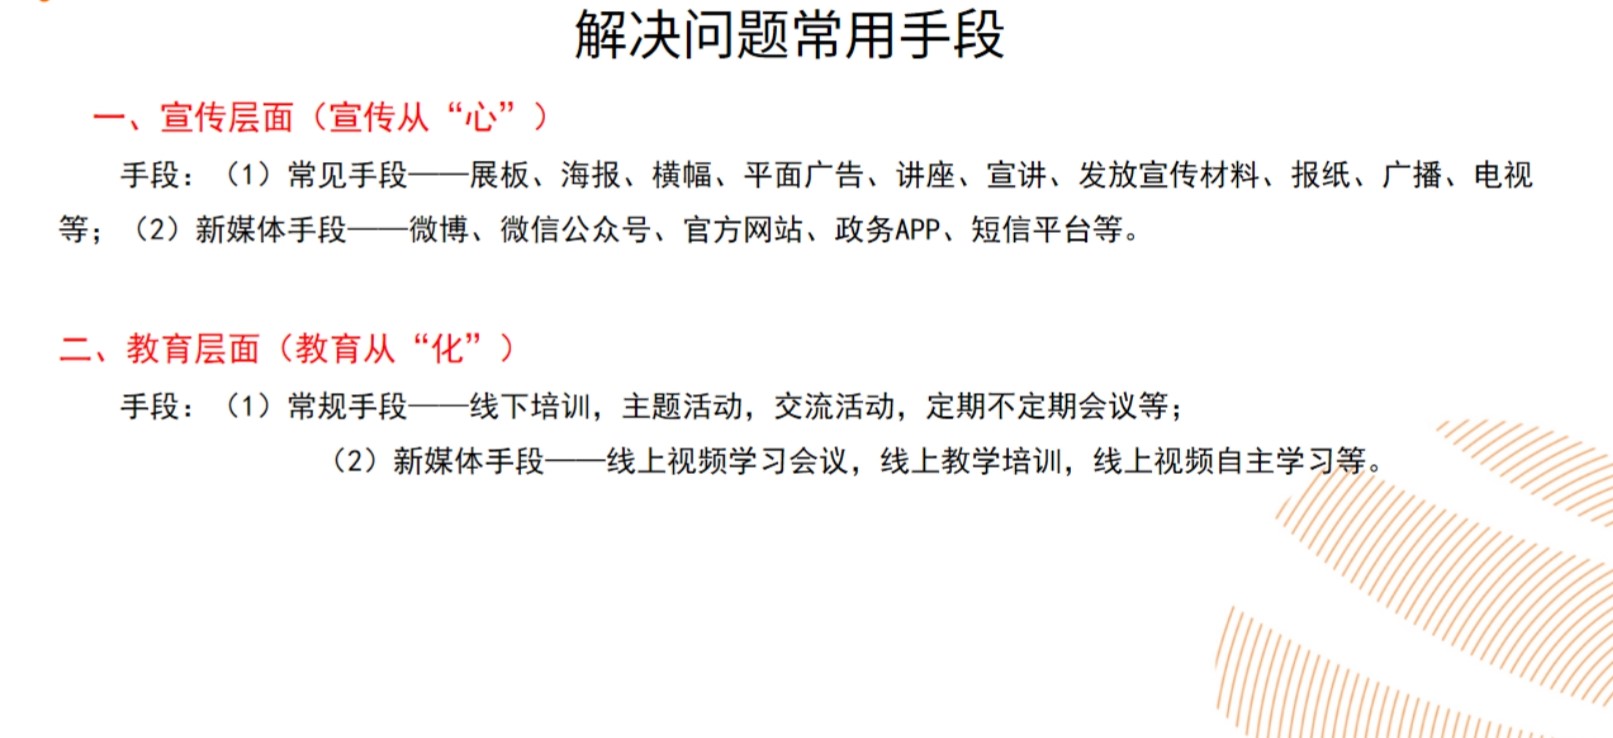 解决问题常用手段
一、宣传层面（宣传从“心”）
手段：（1）常见手段——展板、海报、横幅、平面广告、讲座、宣讲、发放宣传材料、报纸、广播、电视
等；（2）新媒体手段——微博、微信公众号、官方网站、政务APP、短信平台等。
二、教育层面（教育从“化”）
手段：（1）常规手段——线下培训，主题活动，交流活动，定期不定期会议等；
（2）新媒体手段——线上视频学习会议，线上教学培训，线上视频自主学习等。